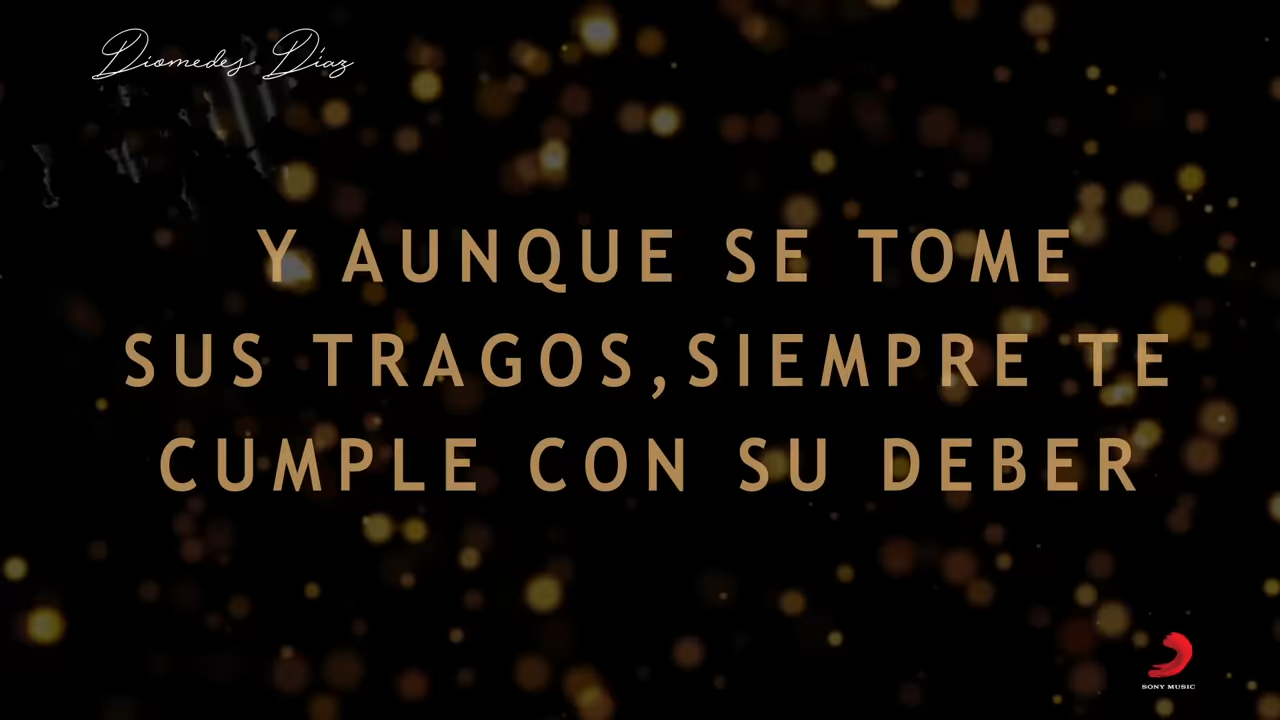 Diomedes Díaz
Y AUNQUE SE TOME
SUS TRAGOS,SIEMPRE TE
CUMPLE CON SU DEBER
SONY MUSIC